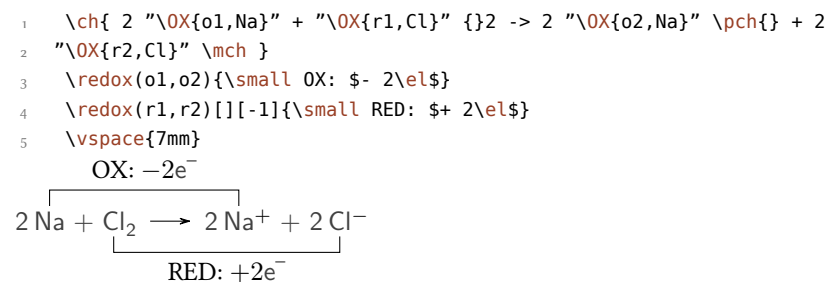 1 \ch{ 2 "\OX{o1,Na}" + "\OX{r1,Cl}" {}2 -> 2 "\OX{o2,Na}" \pch{} + 2
2 "\OX{r2,Cl}" \mch }
3 \redox(o1,o2){\small OX: $- 2\el$}
4 \redox(r1,r2)[][-1]{\small RED: $+ 2\el$}
5 \vspace{7mm}
OX: −2e⁻
2 Na + Cl₂ ⟶ 2 Na⁺ + 2 Cl⁻
RED: +2e⁻